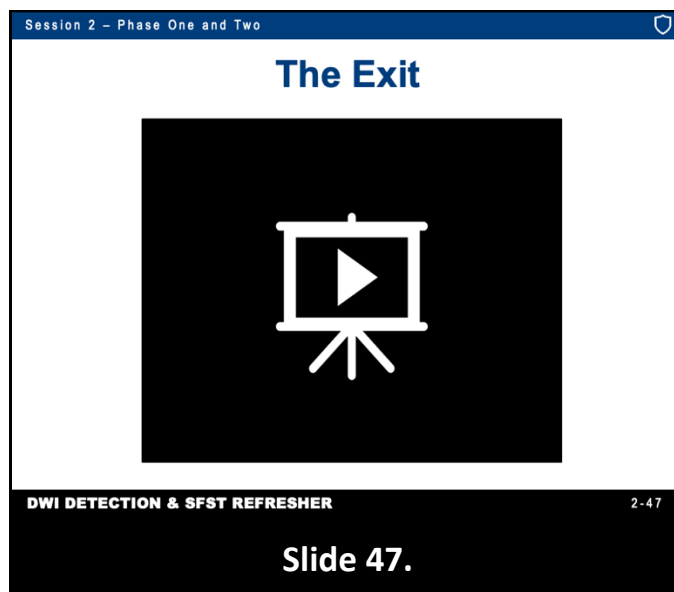 Session 2 – Phase One and Two
The Exit
DWI DETECTION & SFST REFRESHER
2-47
Slide 47.